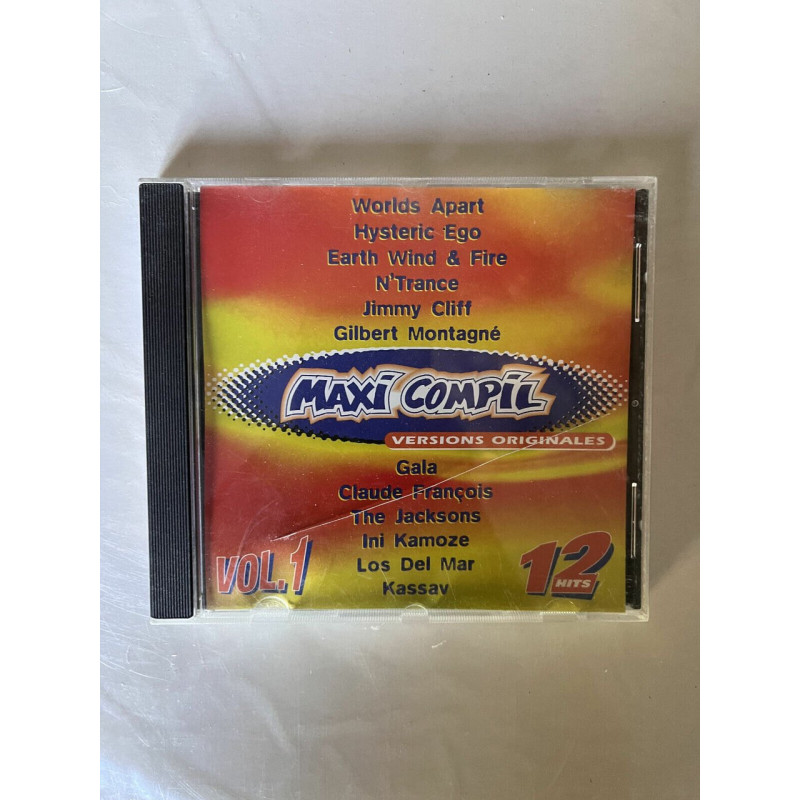 Worlds Apart
Hysteric Ego
Earth Wind & Fire
N'Trance
Jimmy Cliff
Gilbert Montagné
MAXI COMPIL
VERSIONS ORIGINALES
Gala
Claude François
The Jacksons
Ini Kamoze
Los Del Mar
Kassav
VOL.1
12
HITS